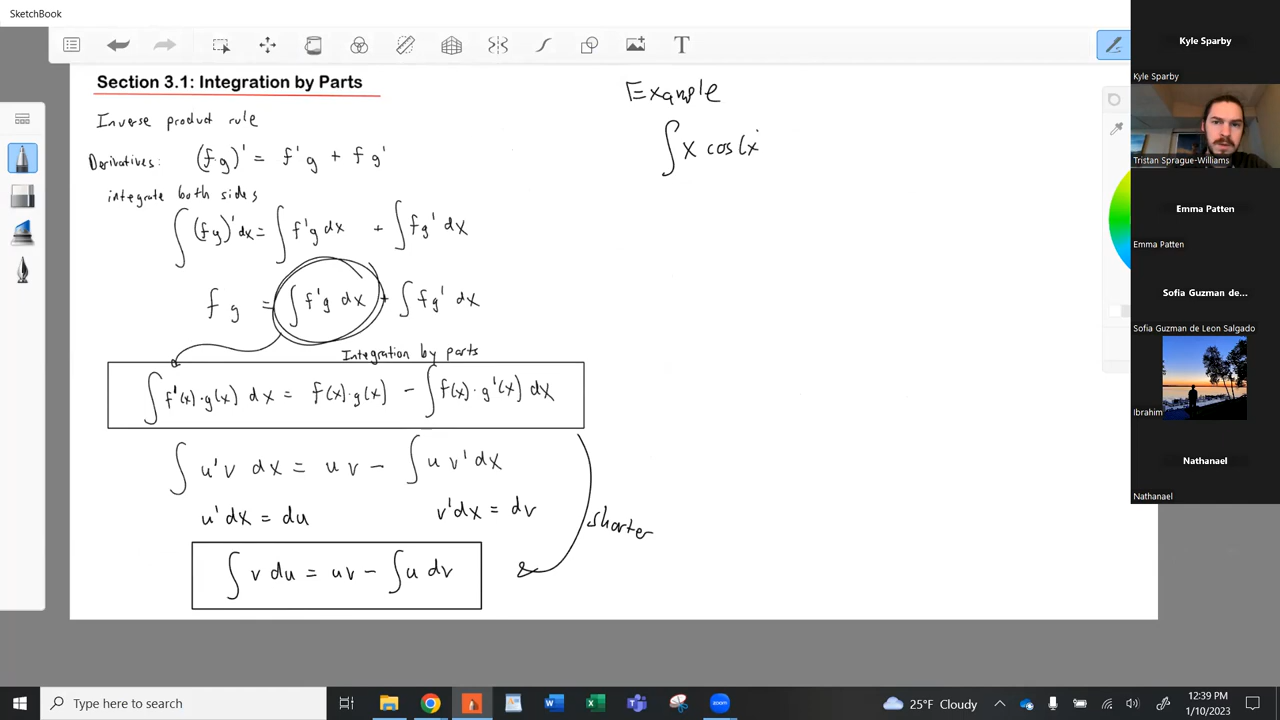 SketchBook
Section 3.1: Integration by Parts
Inverse product rule
Derivatives: (f·g)' = f'g + fg'
integrate both sides
∫(fg)'dx = ∫f'g dx + ∫fg' dx
fg = ∫f'g dx + ∫fg' dx
Integration by parts
∫f'(x)·g(x) dx = f(x)·g(x) − ∫f(x)·g'(x) dx
∫u'v dx = uv − ∫u v'dx
u'dx = du v'dx = dv
shorter
∫v du = uv − ∫u dv
Example
∫x cos(x
Kyle Sparby
Kyle Sparby
Tristan Sprague-Williams
Emma Patten
Emma Patten
Sofia Guzman de...
Sofia Guzman de Leon Salgado
Ibrahim
Nathanael
Nathanael
Type here to search
25°F Cloudy
12:39 PM
1/10/2023